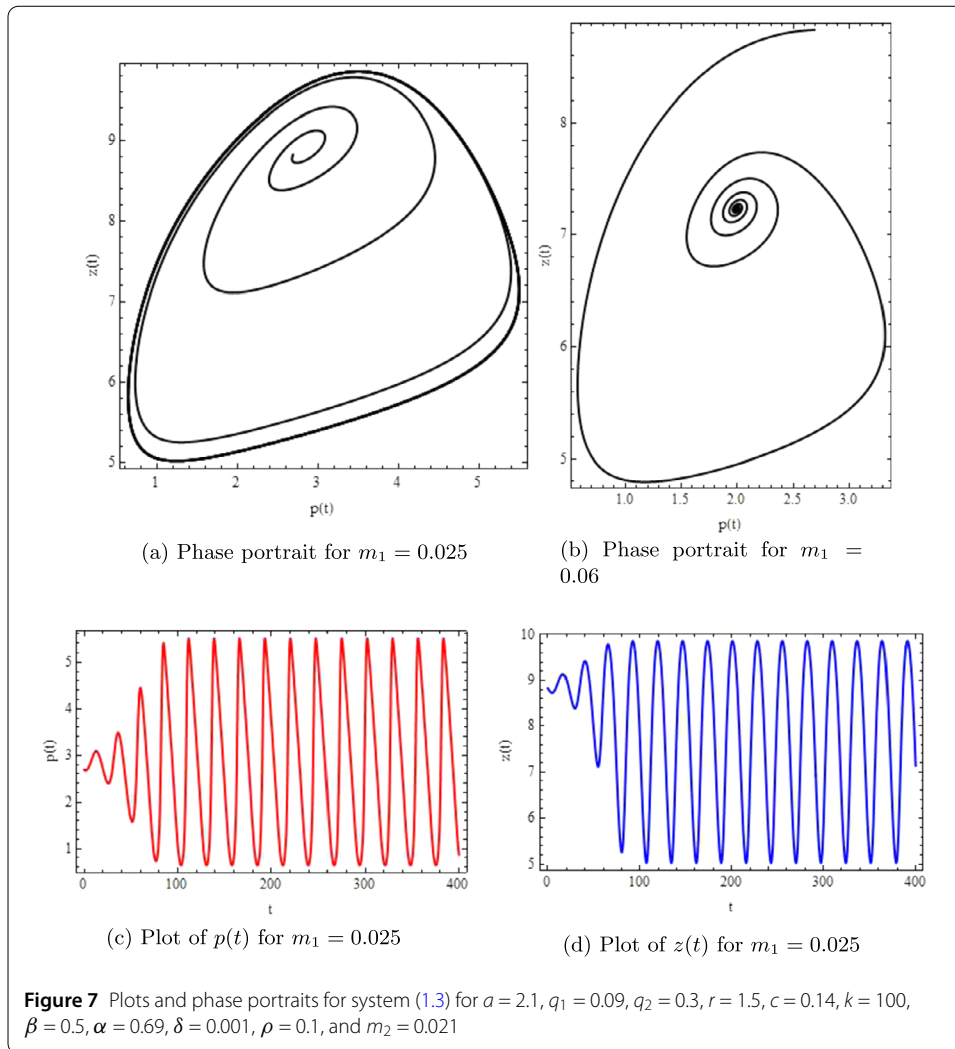 9
8
7
6
5
z(t)
1
2
3
4
5
p(t)
(a) Phase portrait for m₁ = 0.025
8
7
6
5
z(t)
1.0
1.5
2.0
2.5
3.0
p(t)
(b) Phase portrait for m₁ =
0.06
5
4
3
2
1
p(t)
0
100
200
300
400
t
(c) Plot of p(t) for m₁ = 0.025
10
9
8
7
6
5
z(t)
0
100
200
300
400
t
(d) Plot of z(t) for m₁ = 0.025
Figure 7 Plots and phase portraits for system (1.3) for a = 2.1, q₁ = 0.09, q₂ = 0.3, r = 1.5, c = 0.14, k = 100,
β = 0.5, α = 0.69, δ = 0.001, ρ = 0.1, and m₂ = 0.021